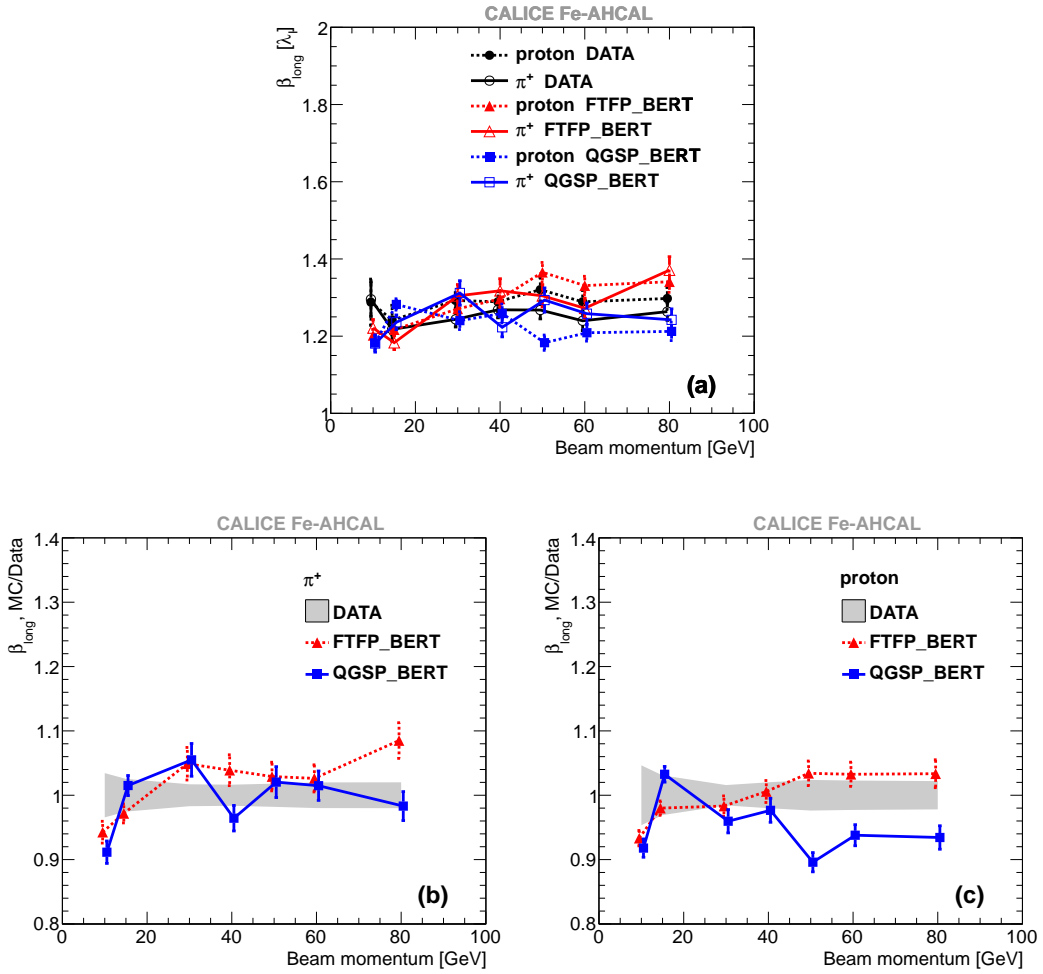 CALICE Fe-AHCAL
β_long [λ_I]
2
1.8
1.6
1.4
1.2
1
proton DATA
π⁺ DATA
proton FTFP_BERT
π⁺ FTFP_BERT
proton QGSP_BERT
π⁺ QGSP_BERT
(a)
0 20 40 60 80 100
Beam momentum [GeV]
CALICE Fe-AHCAL
β_long, MC/Data
1.4
1.3
1.2
1.1
1
0.9
0.8
π⁺
DATA
FTFP_BERT
QGSP_BERT
(b)
0 20 40 60 80 100
Beam momentum [GeV]
CALICE Fe-AHCAL
β_long, MC/Data
1.4
1.3
1.2
1.1
1
0.9
0.8
proton
DATA
FTFP_BERT
QGSP_BERT
(c)
0 20 40 60 80 100
Beam momentum [GeV]